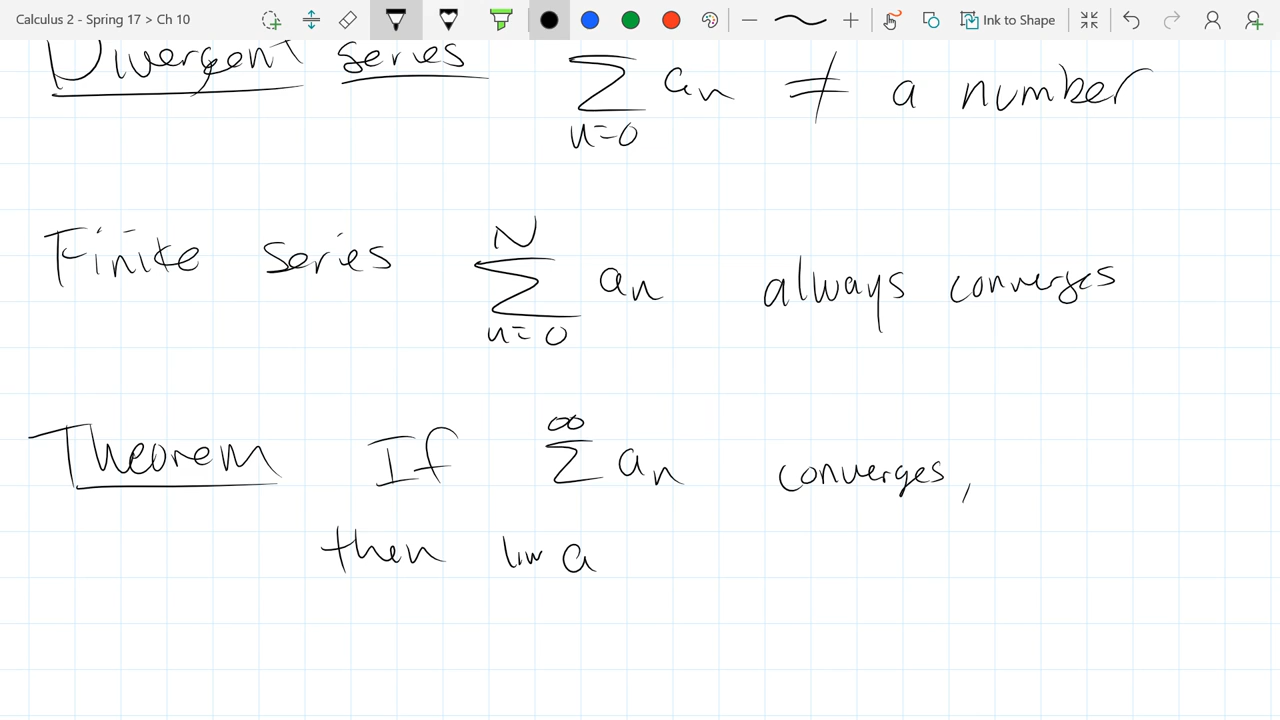 Calculus 2 - Spring 17 > Ch 10
Ink to Shape
Divergent series ∑ n=0 an ≠ a number
Finite series N ∑ n=0 an always converges
Theorem If ∞ ∑ an converges,
then lim a